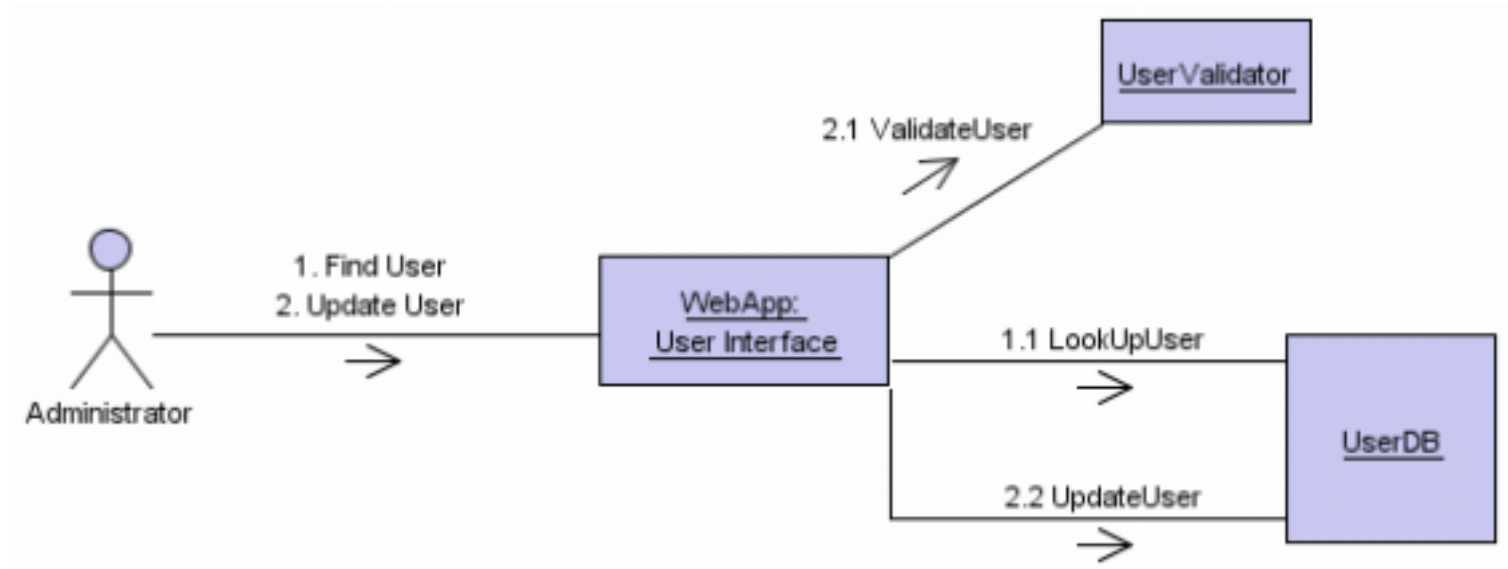 UserValidator
2.1 ValidateUser
1. Find User
2. Update User
WebApp:
User Interface
1.1 LookUpUser
Administrator
UserDB
2.2 UpdateUser